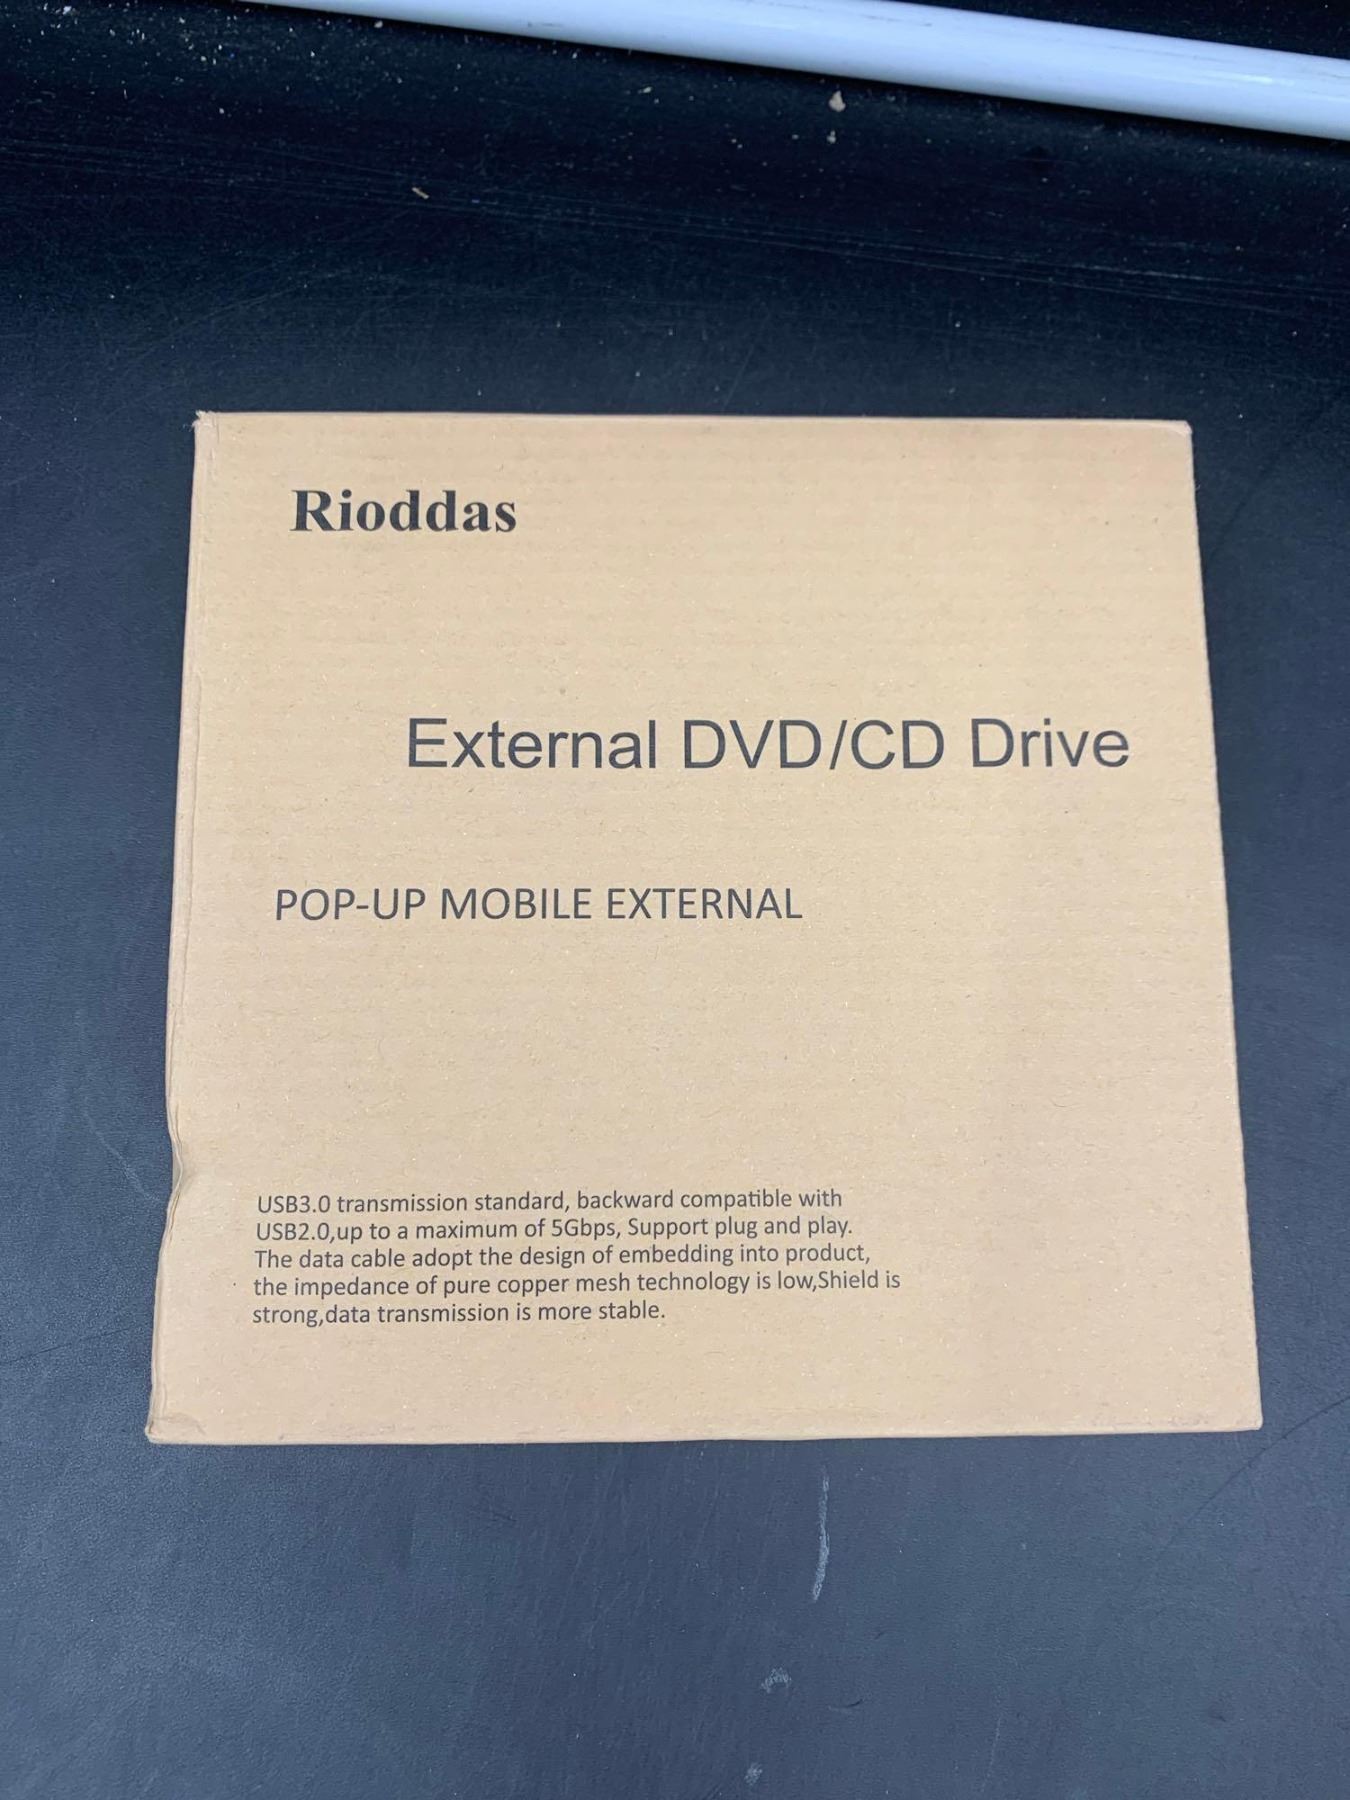 Rioddas
External DVD/CD Drive
POP-UP MOBILE EXTERNAL
USB3.0 transmission standard, backward compatible with
USB2.0,up to a maximum of 5Gbps, Support plug and play.
The data cable adopt the design of embedding into product,
the impedance of pure copper mesh technology is low,Shield is
strong,data transmission is more stable.